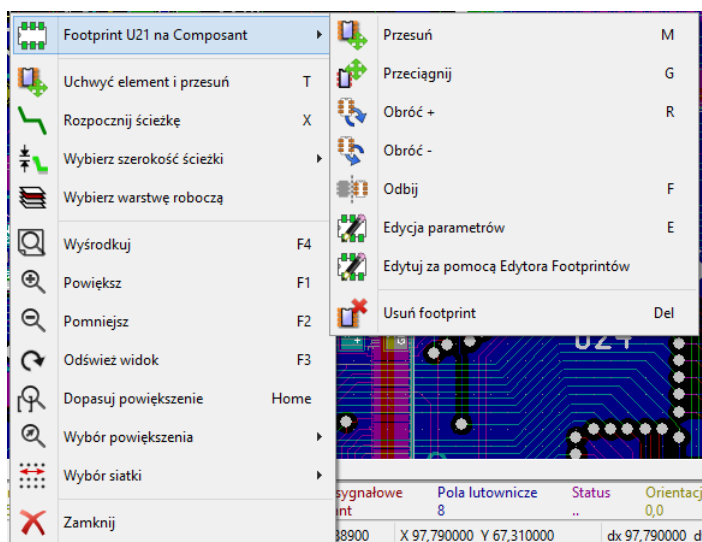 Footprint U21 na Composant
Uchwyć element i przesuń T
Rozpocznij ścieżkę X
Wybierz szerokość ścieżki
Wybierz warstwę roboczą
Wyśrodkuj F4
Powiększ F1
Pomniejsz F2
Odśwież widok F3
Dopasuj powiększenie Home
Wybór powiększenia
Wybór siatki
Zamknij
Przesuń M
Przeciągnij G
Obróć + R
Obróć -
Odbij F
Edycja parametrów E
Edytuj za pomocą Edytora Footprintów
Usuń footprint Del
U24
sygnałowe Pola lutownicze Status Orientacj
ant 8 .. 0,0
38900 X 97,790000 Y 67,310000 dx 97,790000 d